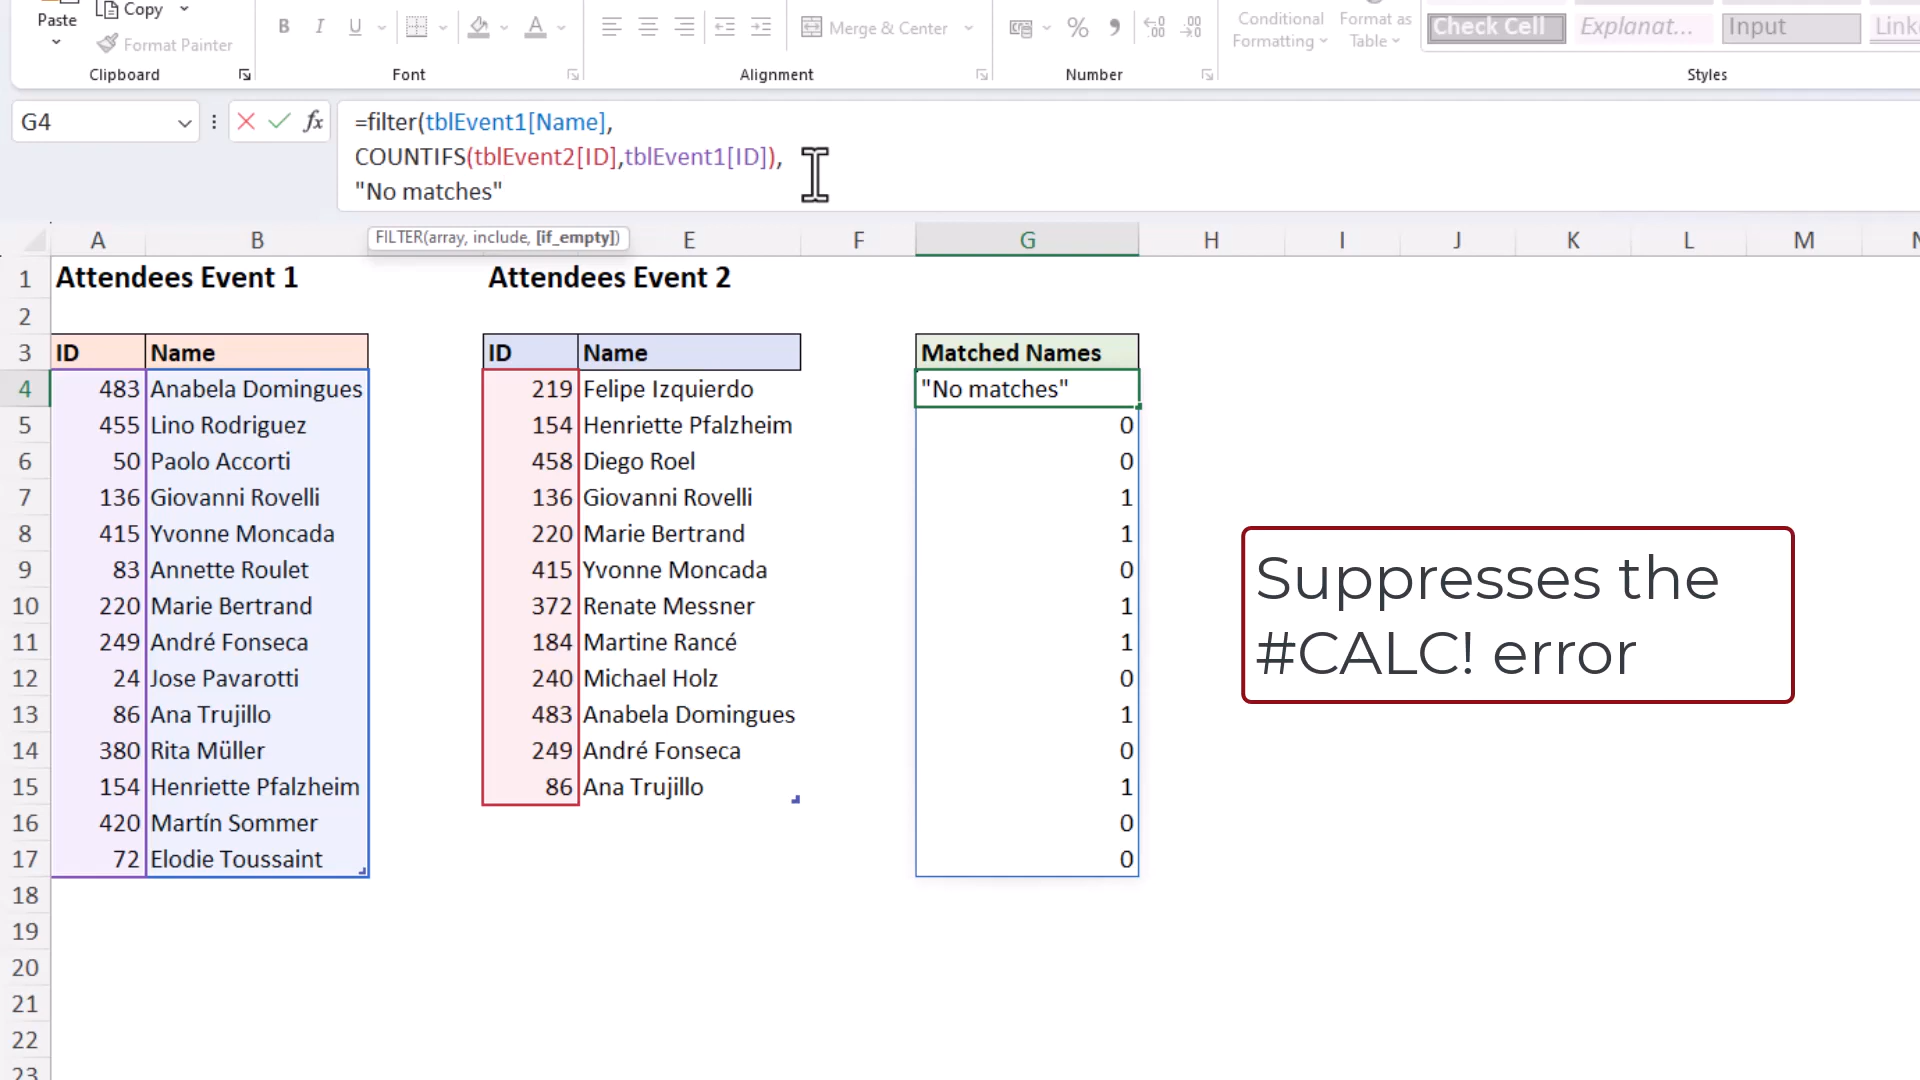 Paste
Copy
Format Painter
Clipboard
B I U
A
Font
Merge & Center
Alignment
%
Number
Conditional
Formatting
Format as
Table
Check Cell
Explanat...
Input
Styles
G4
fx
=filter(tblEvent1[Name],
COUNTIFS(tblEvent2[ID],tblEvent1[ID]),
"No matches"
FILTER(array, include, [if_empty])
A B E F G H I J K L M
1 Attendees Event 1 Attendees Event 2
2
3 ID Name ID Name Matched Names
4 483 Anabela Domingues 219 Felipe Izquierdo "No matches"
5 455 Lino Rodriguez 154 Henriette Pfalzheim 0
6 50 Paolo Accorti 458 Diego Roel 0
7 136 Giovanni Rovelli 136 Giovanni Rovelli 1
8 415 Yvonne Moncada 220 Marie Bertrand 1
9 83 Annette Roulet 415 Yvonne Moncada 0
10 220 Marie Bertrand 372 Renate Messner 1
11 249 André Fonseca 184 Martine Rancé 1
12 24 Jose Pavarotti 240 Michael Holz 0
13 86 Ana Trujillo 483 Anabela Domingues 1
14 380 Rita Müller 249 André Fonseca 0
15 154 Henriette Pfalzheim 86 Ana Trujillo 1
16 420 Martín Sommer 0
17 72 Elodie Toussaint 0
18
19
20
21
22
23
Suppresses the
#CALC! error